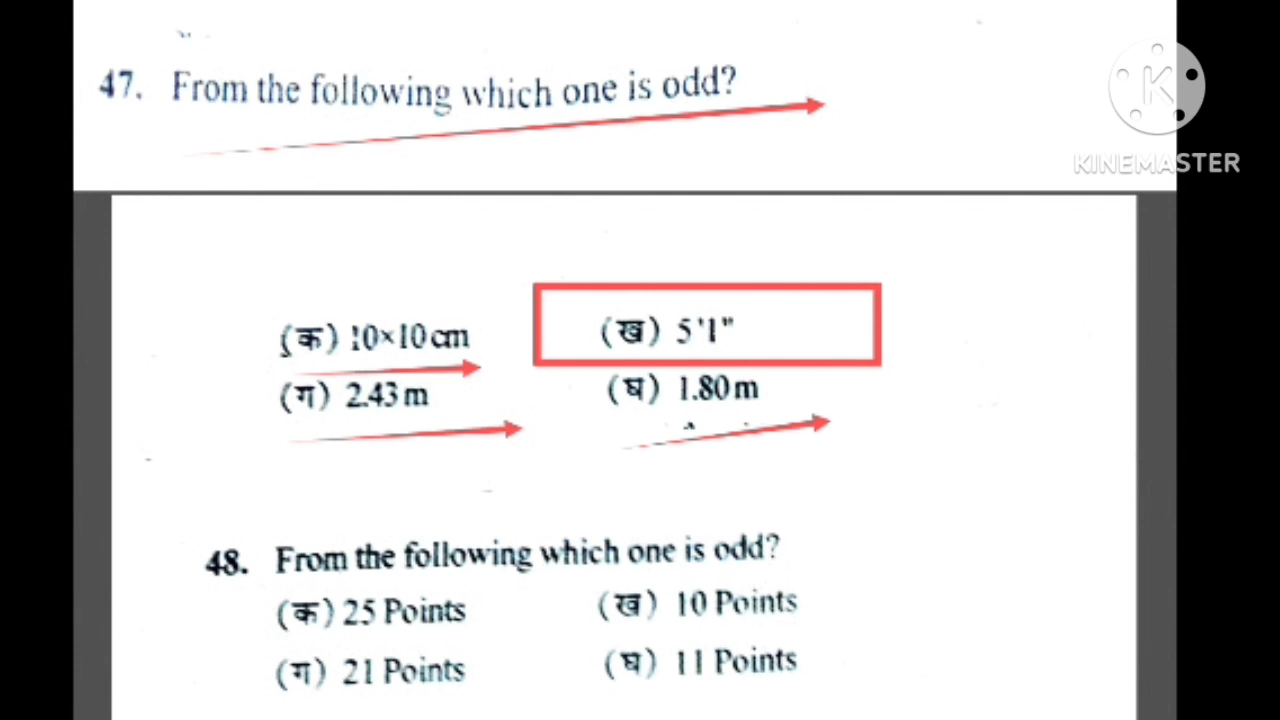 47. From the following which one is odd?
K
KINEMASTER
(क) 10×10 cm (ख) 5'1"
(ग) 2.43 m (घ) 1.80 m
48. From the following which one is odd?
(क) 25 Points (ख) 10 Points
(ग) 21 Points (घ) 11 Points